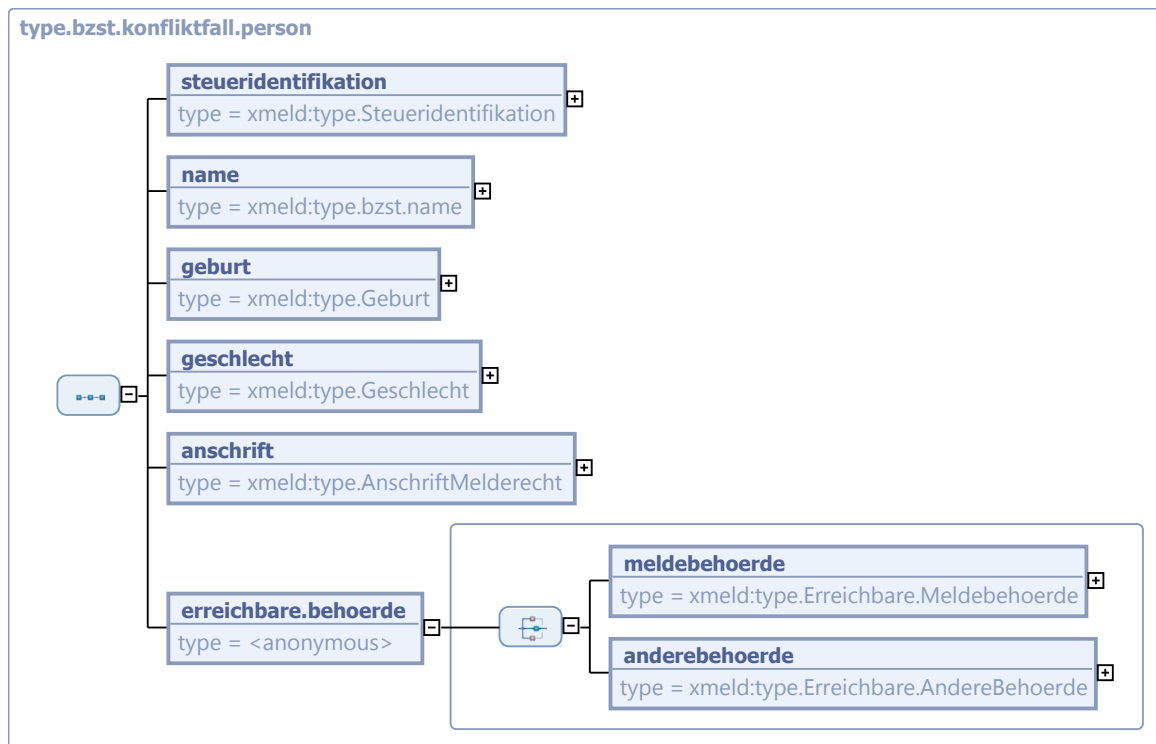 type.bzst.konfliktfall.person
steueridentifikation
type = xmeld:type.Steueridentifikation
name
type = xmeld:type.bzst.name
geburt
type = xmeld:type.Geburt
geschlecht
type = xmeld:type.Geschlecht
anschrift
type = xmeld:type.AnschriftMelderecht
erreichbare.behoerde
type = <anonymous>
meldebehoerde
type = xmeld:type.Erreichbare.Meldebehoerde
anderebehoerde
type = xmeld:type.Erreichbare.AndereBehoerde